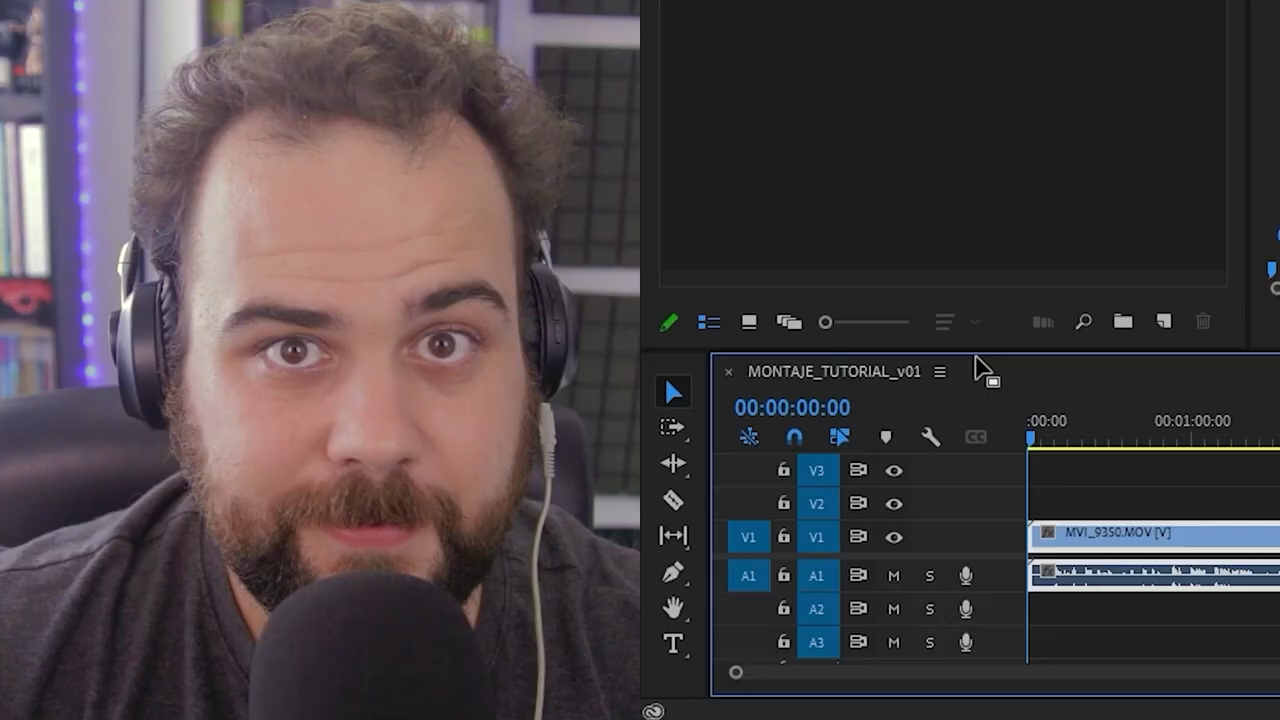 MONTAJE_TUTORIAL_v01
00:00:00:00
:00:00
00:01:00:00
CC
V3
V2
V1 V1
MVI_9350.MOV [V]
A1 A1 M S
A2 M S
A3 M S